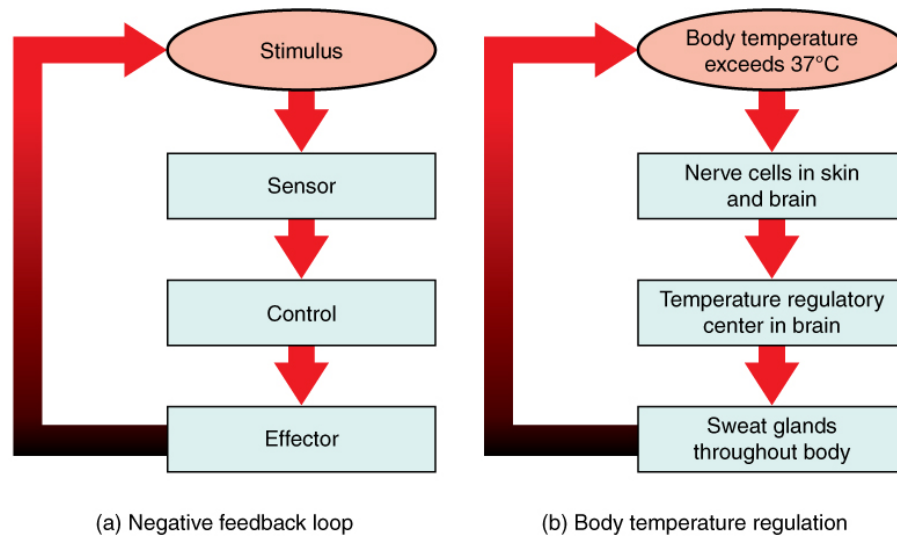 Stimulus
Sensor
Control
Effector
(a) Negative feedback loop
Body temperature
exceeds 37°C
Nerve cells in skin
and brain
Temperature regulatory
center in brain
Sweat glands
throughout body
(b) Body temperature regulation